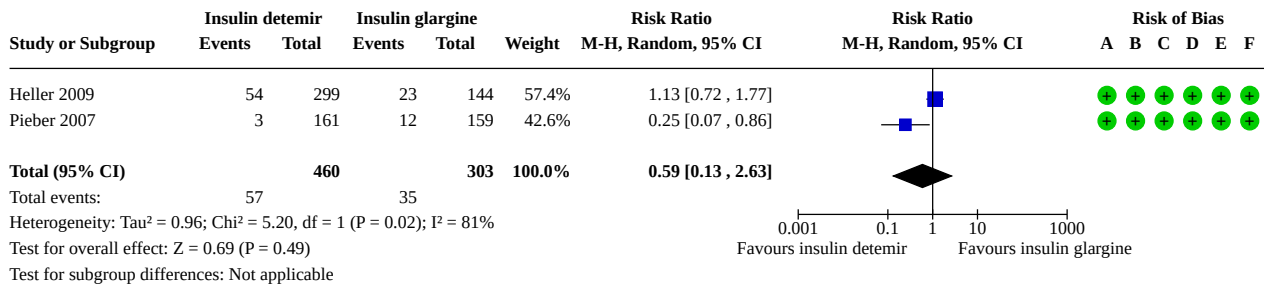 Insulin detemir Insulin glargine Risk Ratio Risk Ratio Risk of Bias
Study or Subgroup Events Total Events Total Weight M-H, Random, 95% CI M-H, Random, 95% CI A B C D E F
Heller 2009 54 299 23 144 57.4% 1.13 [0.72 , 1.77] + + + + + +
Pieber 2007 3 161 12 159 42.6% 0.25 [0.07 , 0.86] + + + + + +
Total (95% CI) 460 303 100.0% 0.59 [0.13 , 2.63]
Total events: 57 35
Heterogeneity: Tau² = 0.96; Chi² = 5.20, df = 1 (P = 0.02); I² = 81%
0.001 0.1 1 10 1000
Test for overall effect: Z = 0.69 (P = 0.49)
Favours insulin detemir Favours insulin glargine
Test for subgroup differences: Not applicable